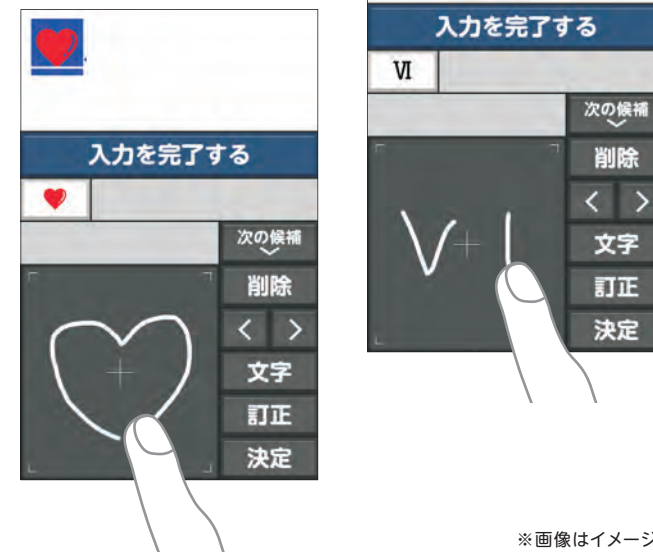 入力を完了する
次の候補
削除
< >
文字
訂正
決定
入力を完了する
Ⅵ
次の候補
削除
< >
文字
訂正
決定
V I
※画像はイメージ